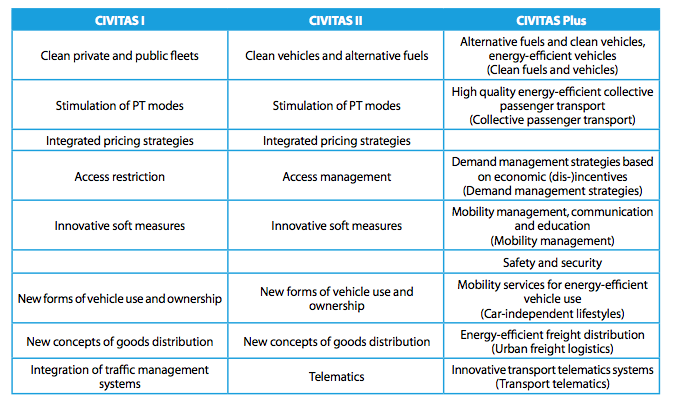 CIVITAS I CIVITAS II CIVITAS Plus
Clean private and public fleets Clean vehicles and alternative fuels Alternative fuels and clean vehicles,
energy-efficient vehicles
(Clean fuels and vehicles)
Stimulation of PT modes Stimulation of PT modes High quality energy-efficient collective
passenger transport
(Collective passenger transport)
Integrated pricing strategies Integrated pricing strategies
Access restriction Access management Demand management strategies based
on economic (dis-)incentives
(Demand management strategies)
Innovative soft measures Innovative soft measures Mobility management, communication
and education
(Mobility management)
Safety and security
New forms of vehicle use and ownership New forms of vehicle use and
ownership Mobility services for energy-efficient
vehicle use
(Car-independent lifestyles)
New concepts of goods distribution New concepts of goods distribution Energy-efficient freight distribution
(Urban freight logistics)
Integration of traffic management
systems Telematics Innovative transport telematics systems
(Transport telematics)